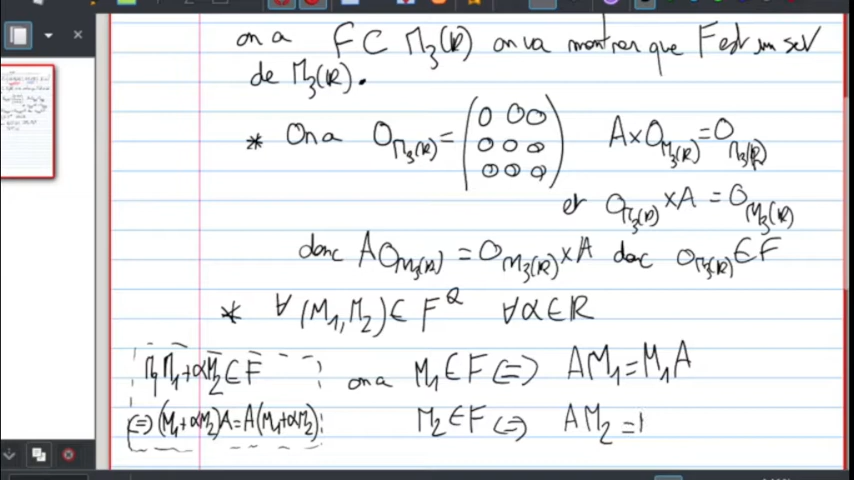 on a F ⊂ M₃(ℝ) on va montrer que F est un sev
de M₃(ℝ).
* On a O_M₃(ℝ) = (0 0 0 / 0 0 0 / 0 0 0) A×O_M₃(ℝ) = O_M₃(ℝ)
et O_M₃(ℝ)×A = O_M₃(ℝ)
donc AO_M₃(ℝ) = O_M₃(ℝ)×A donc O_M₃(ℝ) ∈ F
* ∀ (M₁,M₂) ∈ F² ∀α∈ℝ
M₁+αM₂ ∈ F on a M₁ ∈ F ⇔ AM₁ = M₁A
⇔ (M₁+αM₂)A = A(M₁+αM₂) M₂ ∈ F ⇔ AM₂ =